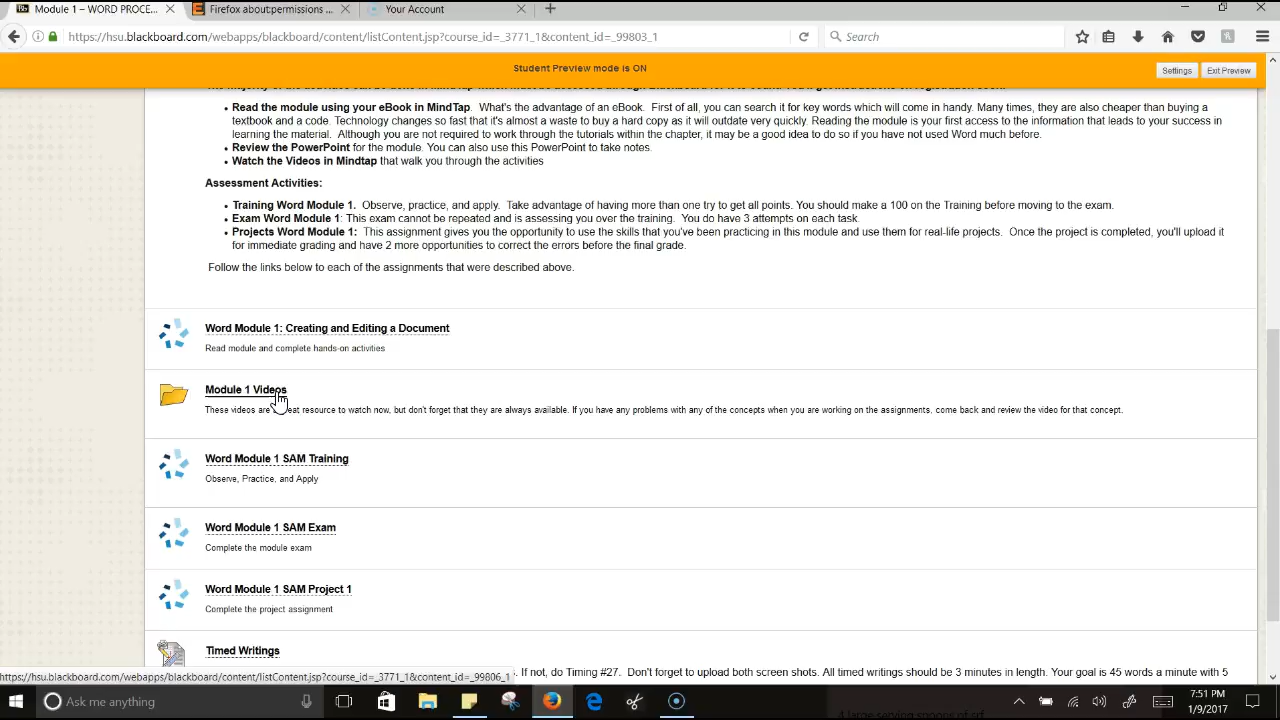 Module 1 – WORD PROCE...
Firefox about:permissions ...
Your Account
https://hsu.blackboard.com/webapps/blackboard/content/listContent.jsp?course_id=_3771_1&content_id=_99803_1
Search
Student Preview mode is ON
Settings
Exit Preview
Read the module using your eBook in MindTap. What's the advantage of an eBook. First of all, you can search it for key words which will come in handy. Many times, they are also cheaper than buying a
textbook and a code. Technology changes so fast that it's almost a waste to buy a hard copy as it will outdate very quickly. Reading the module is your first access to the information that leads to your success in
learning the material. Although you are not required to work through the tutorials within the chapter, it may be a good idea to do so if you have not used Word much before.
Review the PowerPoint for the module. You can also use this PowerPoint to take notes.
Watch the Videos in Mindtap that walk you through the activities
Assessment Activities:
Training Word Module 1. Observe, practice, and apply. Take advantage of having more than one try to get all points. You should make a 100 on the Training before moving to the exam.
Exam Word Module 1: This exam cannot be repeated and is assessing you over the training. You do have 3 attempts on each task.
Projects Word Module 1: This assignment gives you the opportunity to use the skills that you've been practicing in this module and use them for real-life projects. Once the project is completed, you'll upload it
for immediate grading and have 2 more opportunities to correct the errors before the final grade.
Follow the links below to each of the assignments that were described above.
Word Module 1: Creating and Editing a Document
Read module and complete hands-on activities
Module 1 Videos
These videos are eat resource to watch now, but don't forget that they are always available. If you have any problems with any of the concepts when you are working on the assignments, come back and review the video for that concept.
Word Module 1 SAM Training
Observe, Practice, and Apply
Word Module 1 SAM Exam
Complete the module exam
Word Module 1 SAM Project 1
Complete the project assignment
Timed Writings
. If not, do Timing #27. Don't forget to upload both screen shots. All timed writings should be 3 minutes in length. Your goal is 45 words a minute with 5
https://hsu.blackboard.com/webapps/blackboard/content/listContent.jsp?course_id=_3771_1&content_id=_99806_1
Ask me anything
7:51 PM
1/9/2017